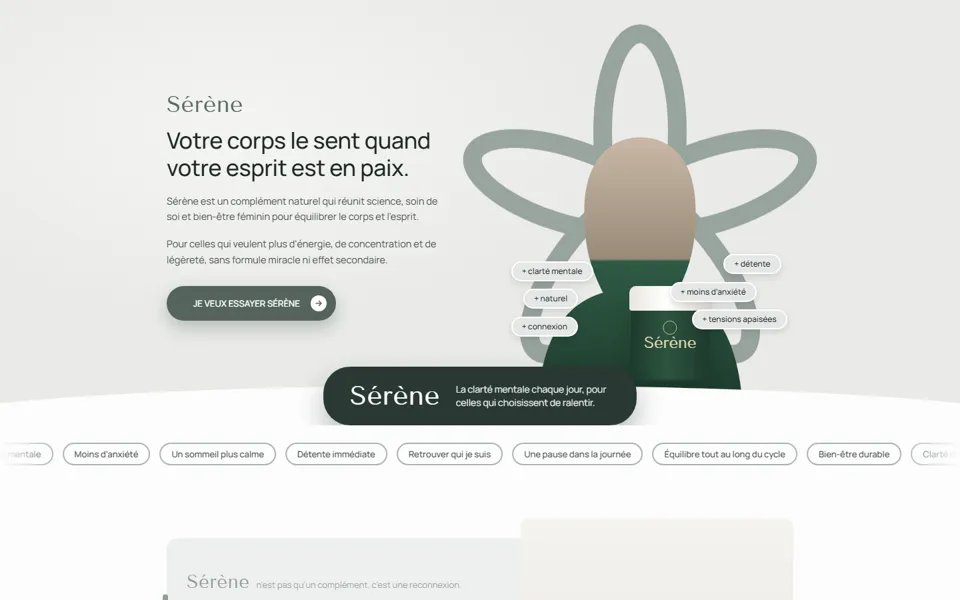 Sérène
Votre corps le sent quand
votre esprit est en paix.
Sérène est un complément naturel qui réunit science, soin de
soi et bien-être féminin pour équilibrer le corps et l'esprit.
Pour celles qui veulent plus d'énergie, de concentration et de
légèreté, sans formule miracle ni effet secondaire.
JE VEUX ESSAYER SÉRÈNE
+ clarté mentale
+ naturel
+ connexion
+ détente
+ moins d'anxiété
+ tensions apaisées
Sérène
Sérène
La clarté mentale chaque jour, pour
celles qui choisissent de ralentir.
mentale
Moins d'anxiété
Un sommeil plus calme
Détente immédiate
Retrouver qui je suis
Une pause dans la journée
Équilibre tout au long du cycle
Bien-être durable
Clarté
Sérène n'est pas qu'un complément, c'est une reconnexion.